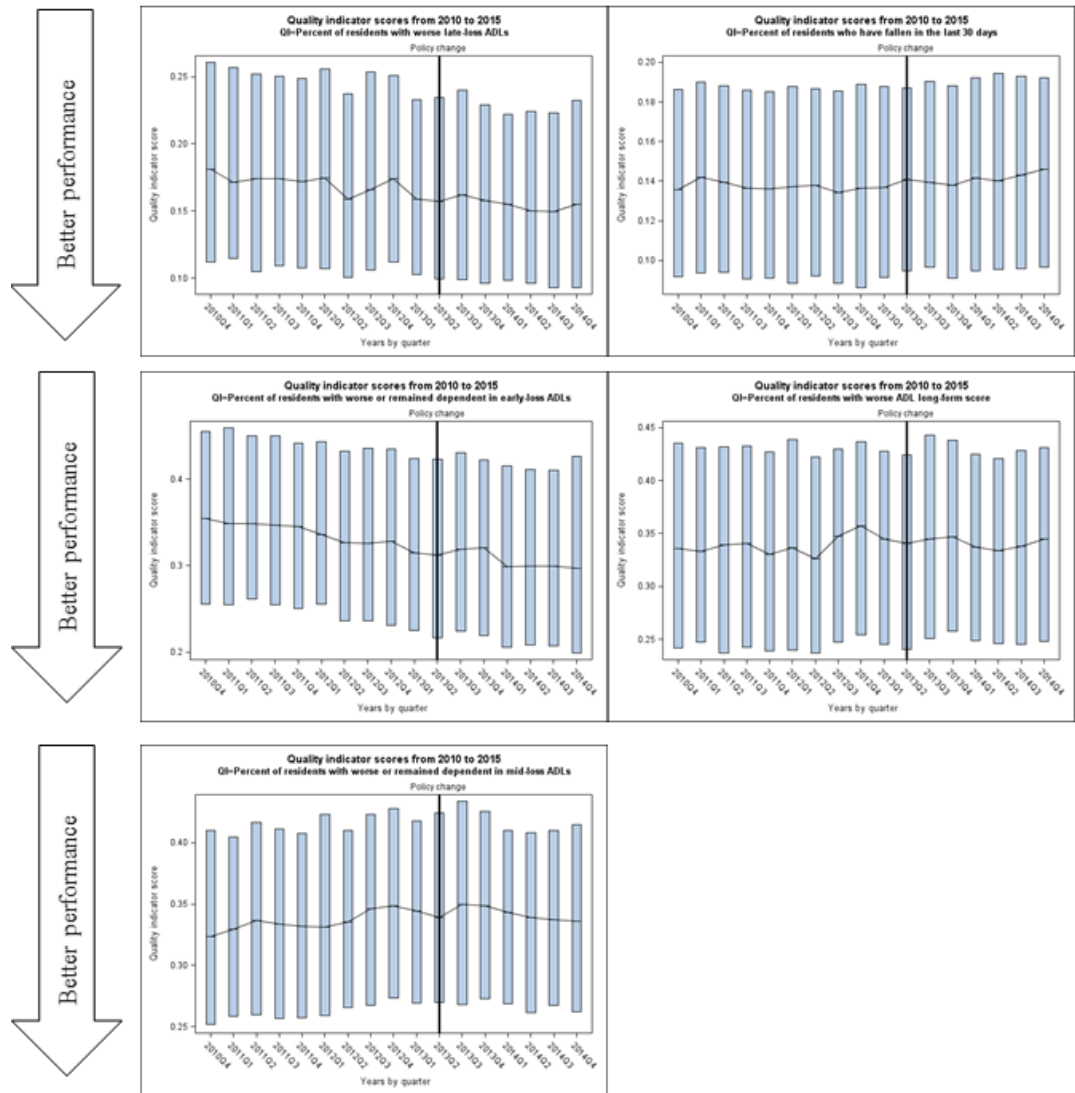 Better performance
Quality indicator scores from 2010 to 2015
QI=Percent of residents with worse late-loss ADLs
Policy change
Quality indicator score
0.25
0.20
0.15
0.10
2010Q4
2011Q1
2011Q2
2011Q3
2011Q4
2012Q1
2012Q2
2012Q3
2012Q4
2013Q1
2013Q2
2013Q3
2013Q4
2014Q1
2014Q2
2014Q3
2014Q4
Years by quarter
Quality indicator scores from 2010 to 2015
QI=Percent of residents who have fallen in the last 30 days
Policy change
Quality indicator score
0.20
0.18
0.16
0.14
0.12
0.10
2010Q4
2011Q1
2011Q2
2011Q3
2011Q4
2012Q1
2012Q2
2012Q3
2012Q4
2013Q1
2013Q2
2013Q3
2013Q4
2014Q1
2014Q2
2014Q3
2014Q4
Years by quarter
Better performance
Quality indicator scores from 2010 to 2015
QI=Percent of residents with worse or remained dependent in early-loss ADLs
Policy change
Quality indicator score
0.4
0.3
0.2
2010Q4
2011Q1
2011Q2
2011Q3
2011Q4
2012Q1
2012Q2
2012Q3
2012Q4
2013Q1
2013Q2
2013Q3
2013Q4
2014Q1
2014Q2
2014Q3
2014Q4
Years by quarter
Quality indicator scores from 2010 to 2015
QI=Percent of residents with worse ADL long-form score
Policy change
Quality indicator score
0.45
0.40
0.35
0.30
0.25
2010Q4
2011Q1
2011Q2
2011Q3
2011Q4
2012Q1
2012Q2
2012Q3
2012Q4
2013Q1
2013Q2
2013Q3
2013Q4
2014Q1
2014Q2
2014Q3
2014Q4
Years by quarter
Better performance
Quality indicator scores from 2010 to 2015
QI=Percent of residents with worse or remained dependent in mid-loss ADLs
Policy change
Quality indicator score
0.40
0.35
0.30
0.25
2010Q4
2011Q1
2011Q2
2011Q3
2011Q4
2012Q1
2012Q2
2012Q3
2012Q4
2013Q1
2013Q2
2013Q3
2013Q4
2014Q1
2014Q2
2014Q3
2014Q4
Years by quarter